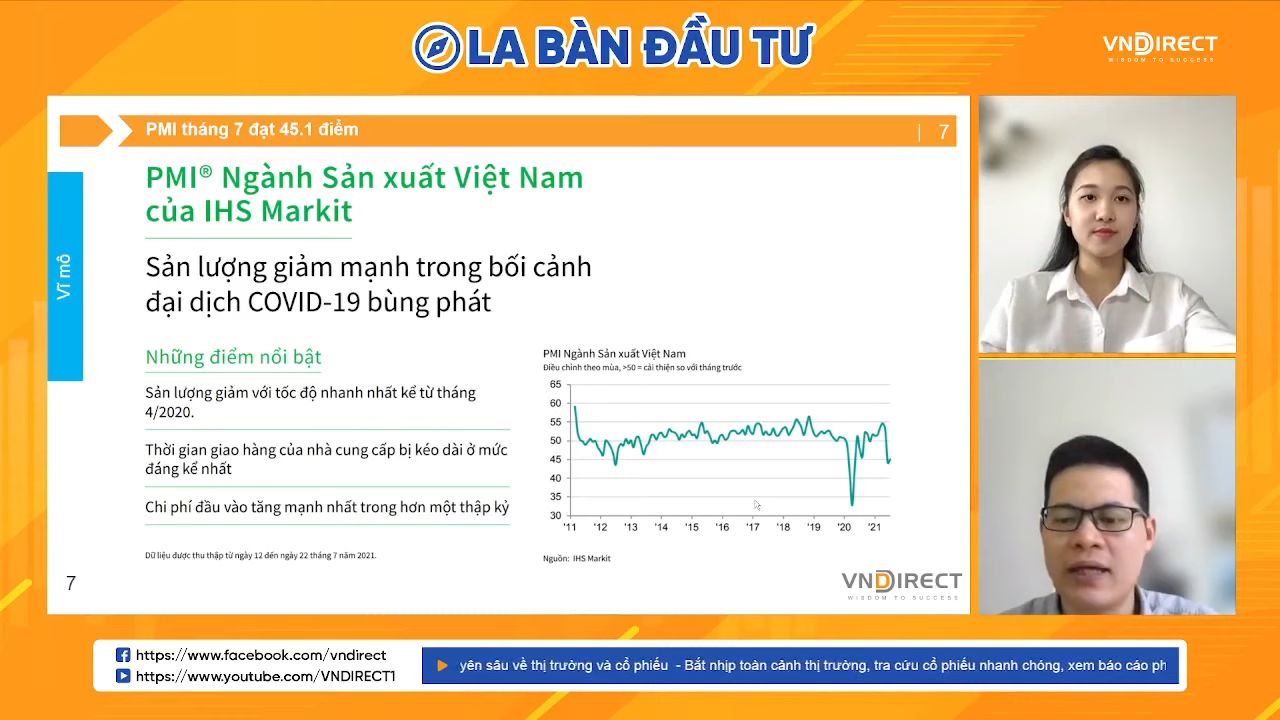 LA BÀN ĐẦU TƯ
VNDIRECT
WISDOM TO SUCCESS
PMI tháng 7 đạt 45.1 điểm
| 7
Vĩ mô
PMI® Ngành Sản xuất Việt Nam
của IHS Markit
Sản lượng giảm mạnh trong bối cảnh
đại dịch COVID-19 bùng phát
Những điểm nổi bật
Sản lượng giảm với tốc độ nhanh nhất kể từ tháng
4/2020.
Thời gian giao hàng của nhà cung cấp bị kéo dài ở mức
đáng kể nhất
Chi phí đầu vào tăng mạnh nhất trong hơn một thập kỷ
Dữ liệu được thu thập từ ngày 12 đến ngày 22 tháng 7 năm 2021.
PMI Ngành Sản xuất Việt Nam
Điều chỉnh theo mùa, >50 = cải thiện so với tháng trước
65
60
55
50
45
40
35
30
'11 '12 '13 '14 '15 '16 '17 '18 '19 '20 '21
Nguồn: IHS Markit
7
VNDIRECT
WISDOM TO SUCCESS
https://www.facebook.com/vndirect
https://www.youtube.com/VNDIRECT1
yên sâu về thị trường và cổ phiếu - Bắt nhịp toàn cảnh thị trường, tra cứu cổ phiếu nhanh chóng, xem báo cáo ph